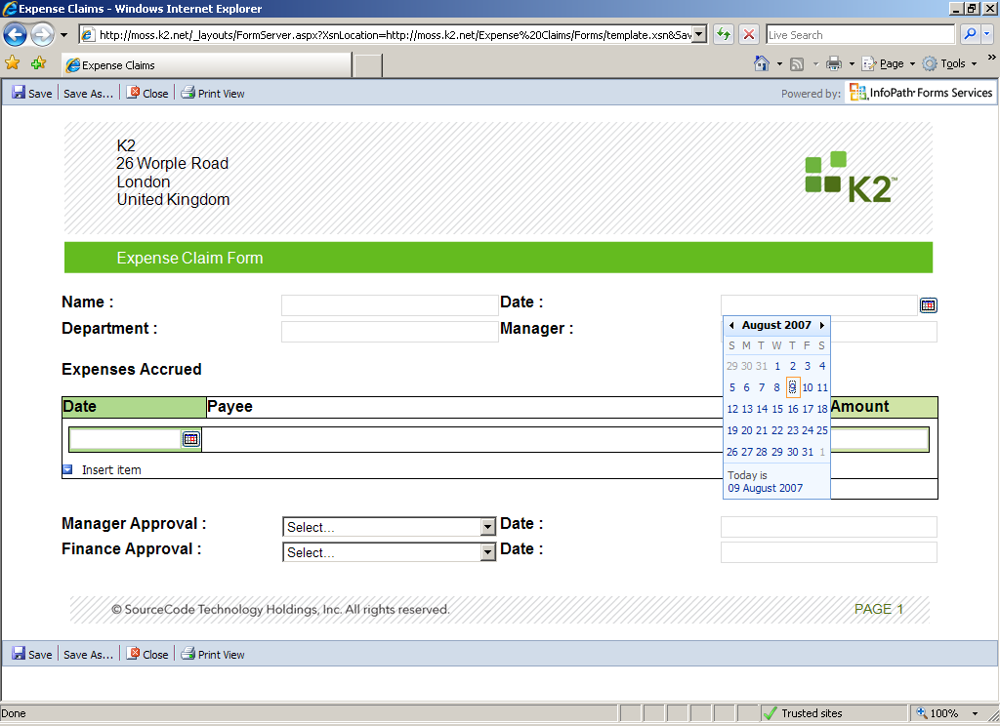 Expense Claims - Windows Internet Explorer
http://moss.k2.net/_layouts/FormServer.aspx?XsnLocation=http://moss.k2.net/Expense%20Claims/Forms/template.xsn&Sav
Live Search
Expense Claims
Page
Tools
»
Save
Save As...
Close
Print View
Powered by:
InfoPath® Forms Services
K2
26 Worple Road
London
United Kingdom
K2™
Expense Claim Form
Name :
Date :
Department :
Manager :
August 2007
S M T W T F S
29 30 31 1 2 3 4
5 6 7 8 9 10 11
12 13 14 15 16 17 18
19 20 21 22 23 24 25
26 27 28 29 30 31 1
Today is
09 August 2007
Expenses Accrued
Date
Payee
Amount
Insert item
Manager Approval :
Select...
Date :
Finance Approval :
Select...
Date :
© SourceCode Technology Holdings, Inc. All rights reserved.
PAGE 1
Save
Save As...
Close
Print View
Done
Trusted sites
100%